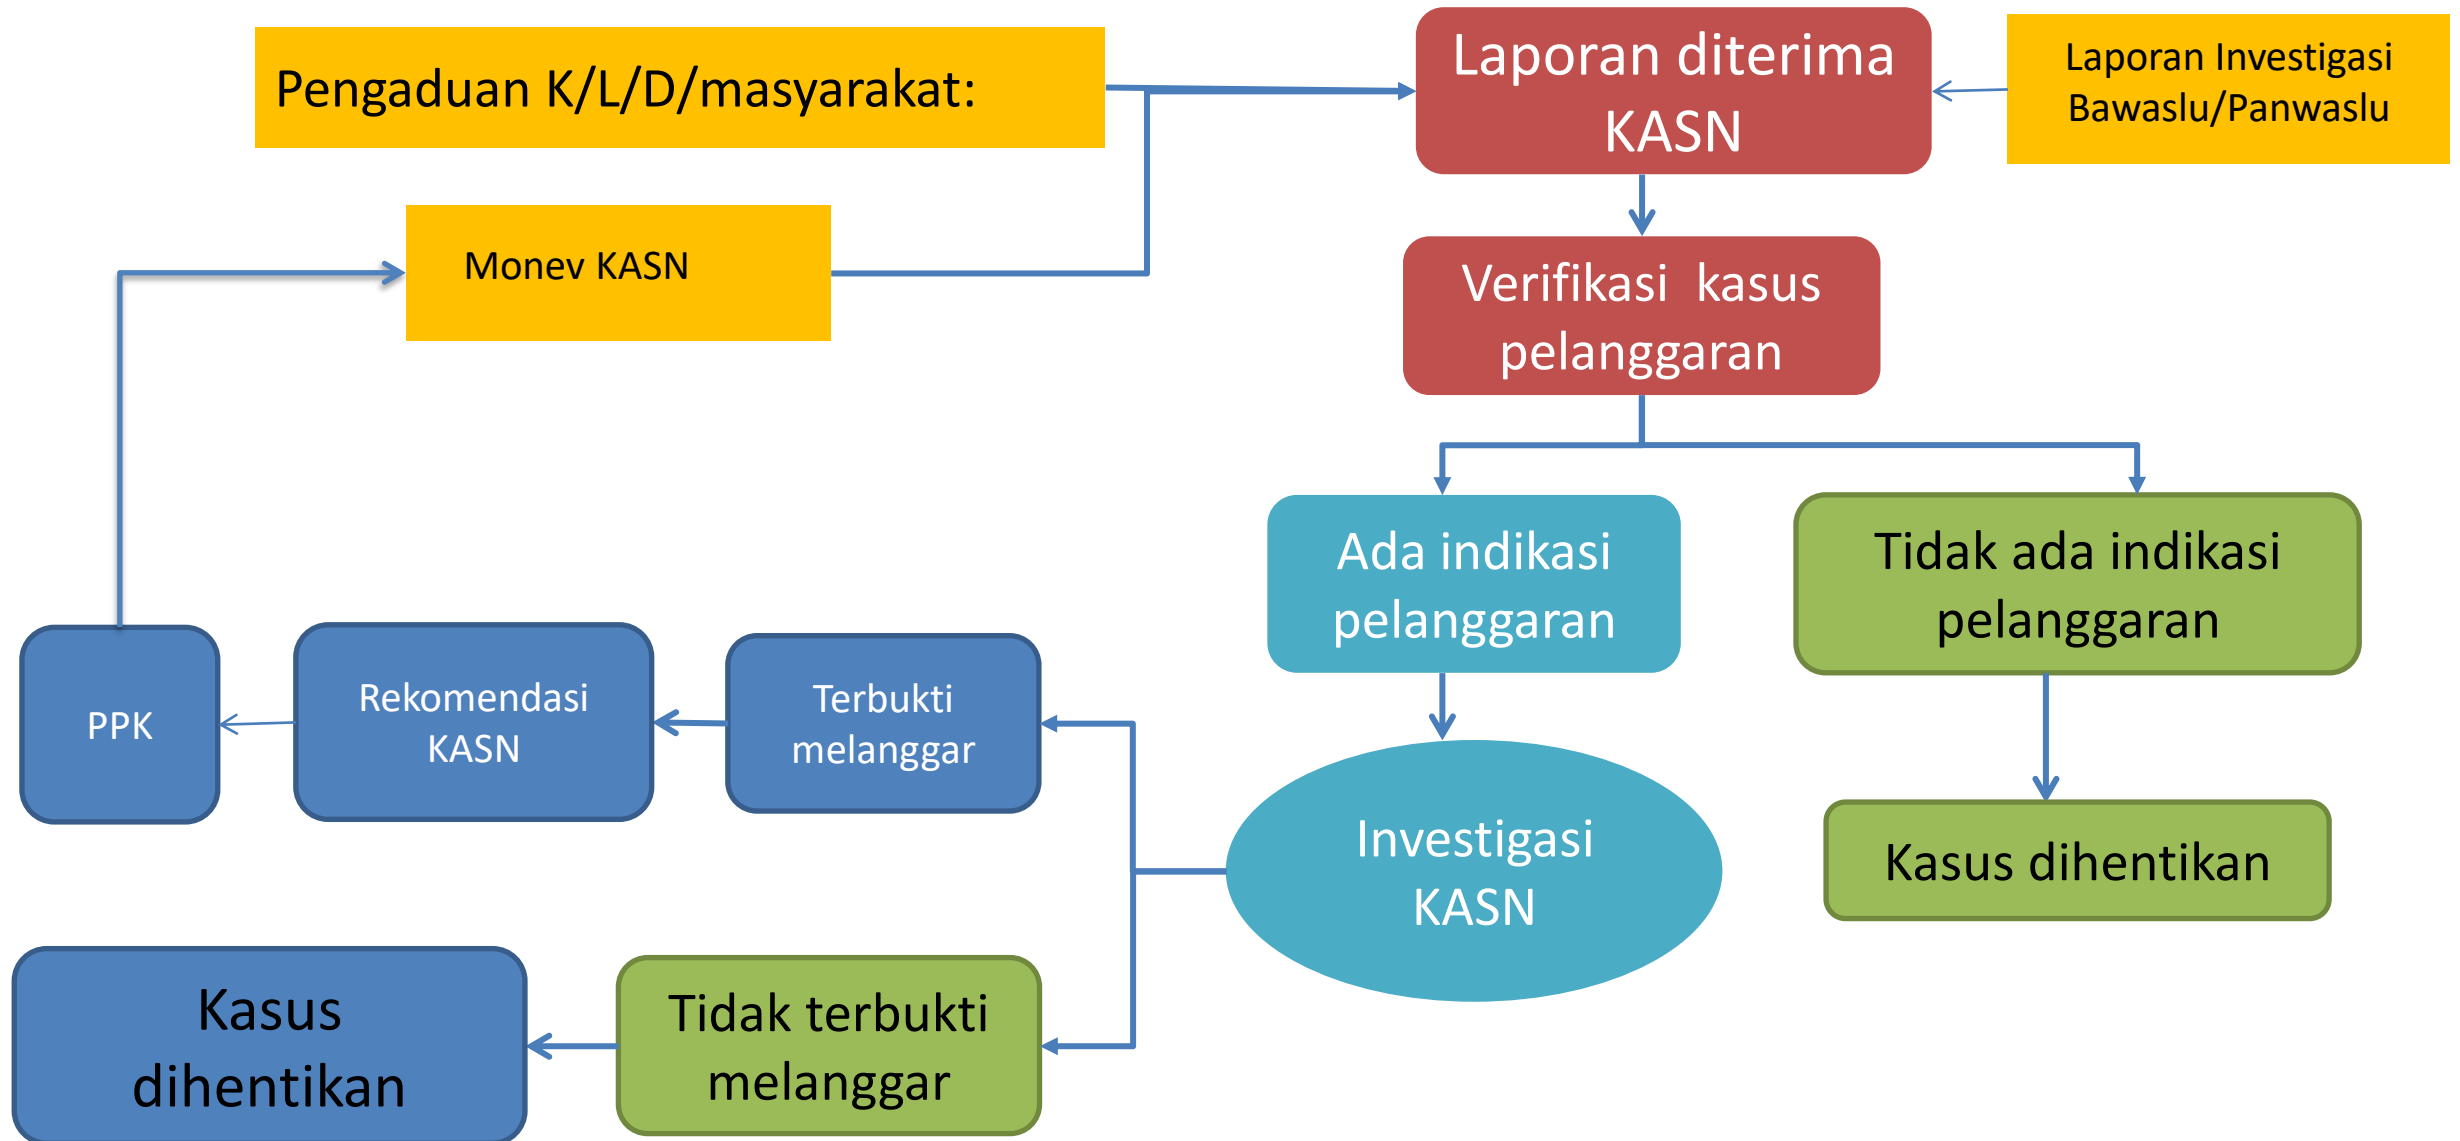 Pengaduan K/L/D/masyarakat:
Laporan diterima
KASN
Laporan Investigasi
Bawaslu/Panwaslu
Monev KASN
Verifikasi kasus
pelanggaran
Ada indikasi
pelanggaran
Tidak ada indikasi
pelanggaran
PPK
Rekomendasi
KASN
Terbukti
melanggar
Investigasi
KASN
Kasus dihentikan
Kasus
dihentikan
Tidak terbukti
melanggar